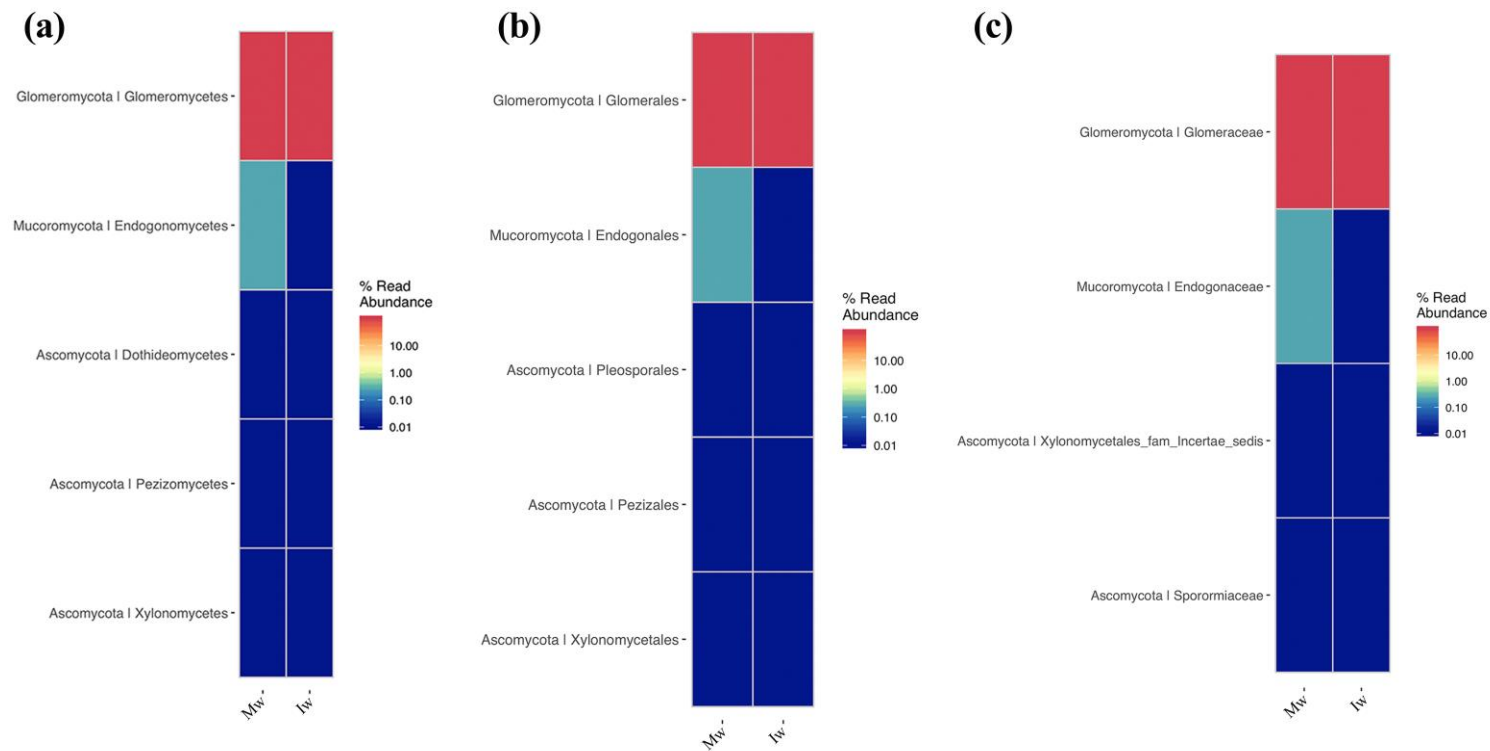 (a)
Glomeromycota | Glomeromycetes
Mucoromycota | Endogonomycetes
Ascomycota | Dothideomycetes
Ascomycota | Pezizomycetes
Ascomycota | Xylonomycetes
Mw
Iw
% Read
Abundance
10.00
1.00
0.10
0.01
(b)
Glomeromycota | Glomerales
Mucoromycota | Endogonales
Ascomycota | Pleosporales
Ascomycota | Pezizales
Ascomycota | Xylonomycetales
Mw
Iw
% Read
Abundance
10.00
1.00
0.10
0.01
(c)
Glomeromycota | Glomeraceae
Mucoromycota | Endogonaceae
Ascomycota | Xylonomycetales_fam_Incertae_sedis
Ascomycota | Sporormiaceae
Mw
Iw
% Read
Abundance
10.00
1.00
0.10
0.01